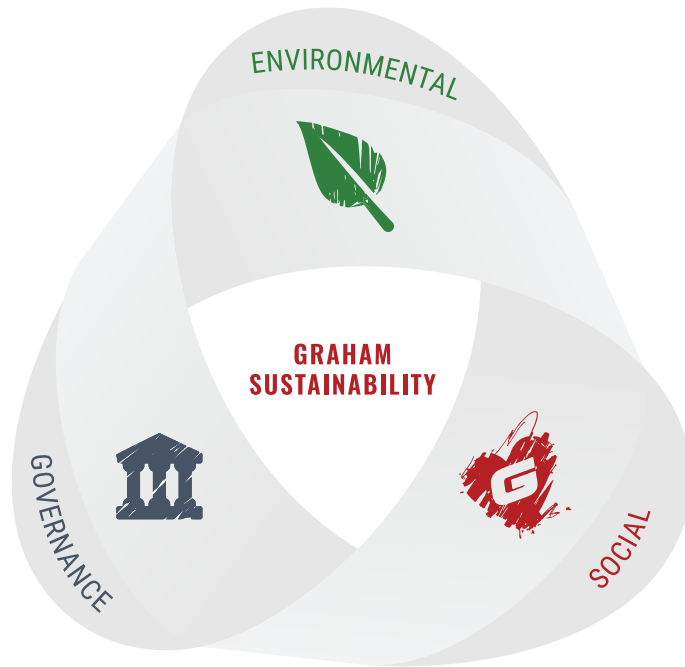 ENVIRONMENTAL
GRAHAM
SUSTAINABILITY
G
GOVERNANCE
SOCIAL